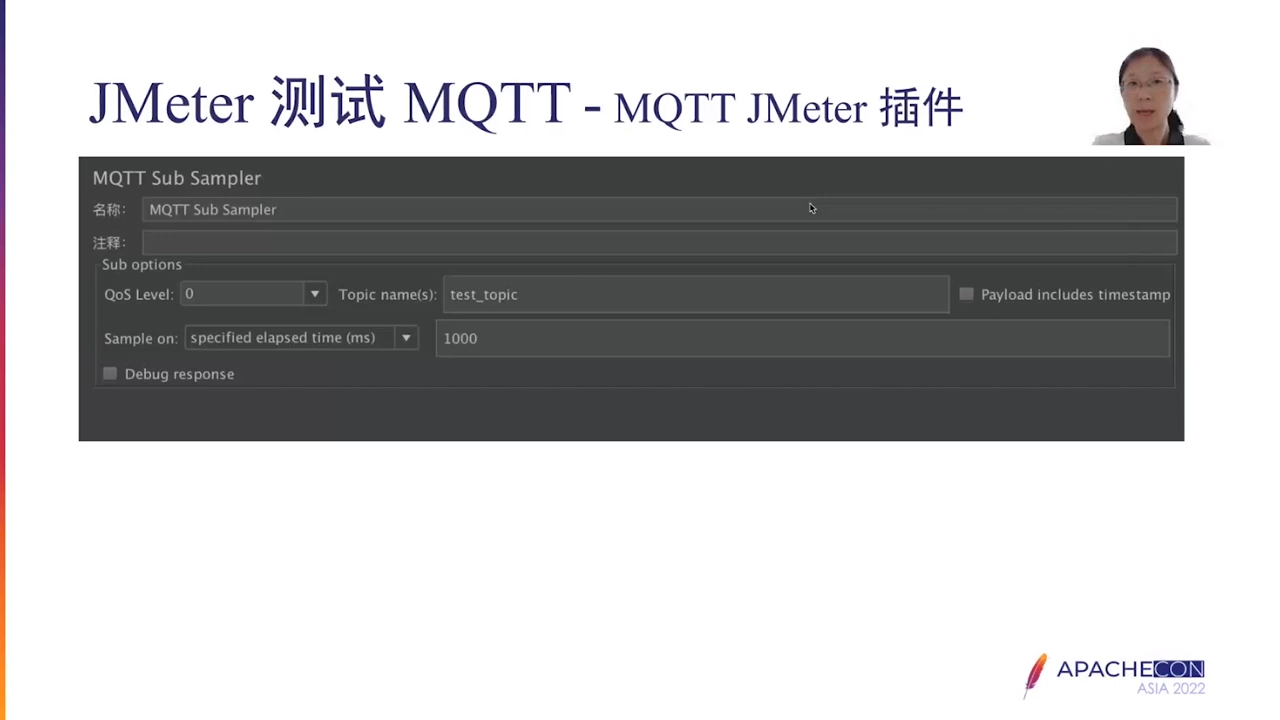 JMeter 测试 MQTT - MQTT JMeter 插件
MQTT Sub Sampler
名称: MQTT Sub Sampler
注释:
Sub options
QoS Level: 0 Topic name(s): test_topic Payload includes timestamp
Sample on: specified elapsed time (ms) 1000
Debug response
APACHECON
ASIA 2022